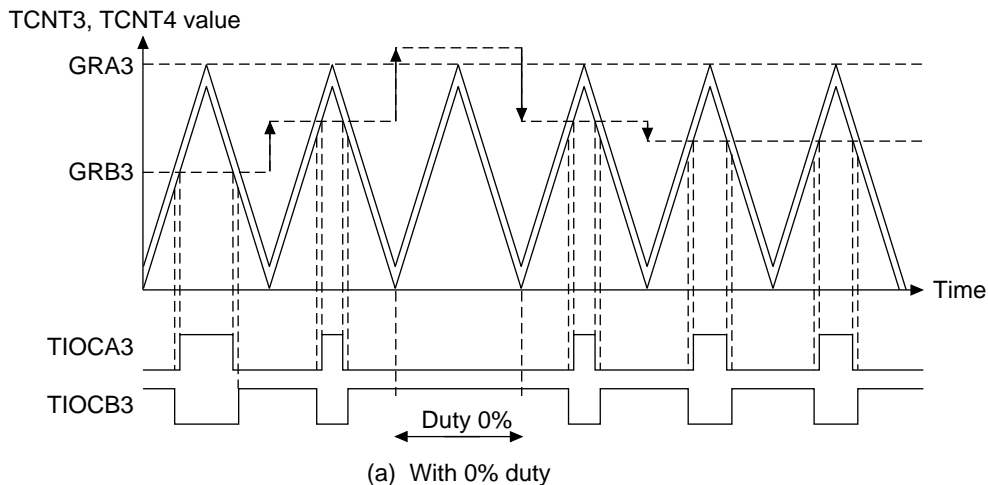 TCNT3, TCNT4 value
GRA3
GRB3
Time
TIOCA3
TIOCB3
Duty 0%
(a) With 0% duty